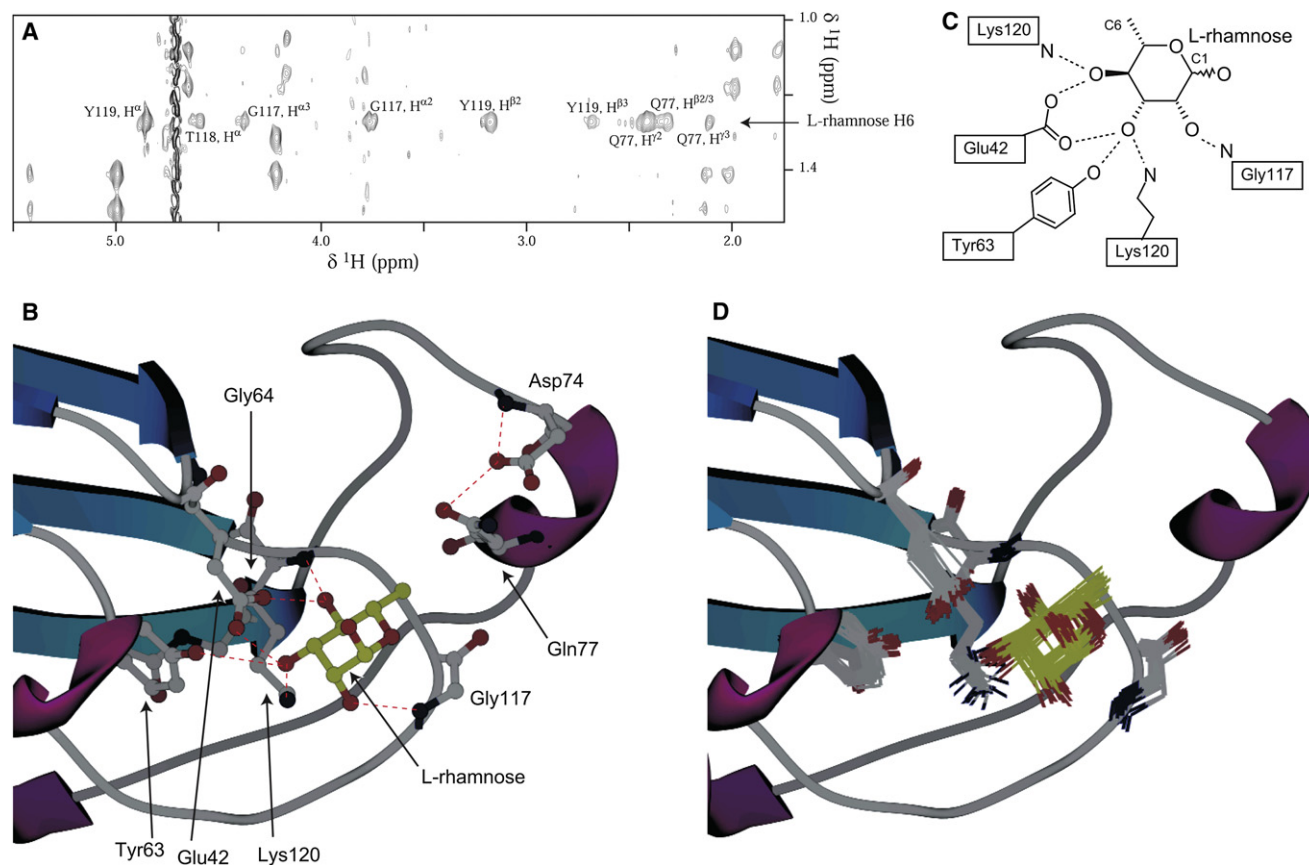 A
Y119, Hα
T118, Hα
G117, Hα3
G117, Hα2
Y119, Hβ2
Y119, Hβ3
Q77, Hβ2/3
Q77, Hγ2
Q77, Hγ3
L-rhamnose H6
1.0
1.4
δ 1H (ppm)
5.0
4.0
3.0
2.0
δ 1H (ppm)
C
Lys120
N
O
C6
O
L-rhamnose
C1
O
O
O
Glu42
O
O
N
Gly117
O
N
Tyr63
Lys120
B
Gly64
Asp74
Gln77
Gly117
L-rhamnose
Tyr63
Glu42
Lys120
D